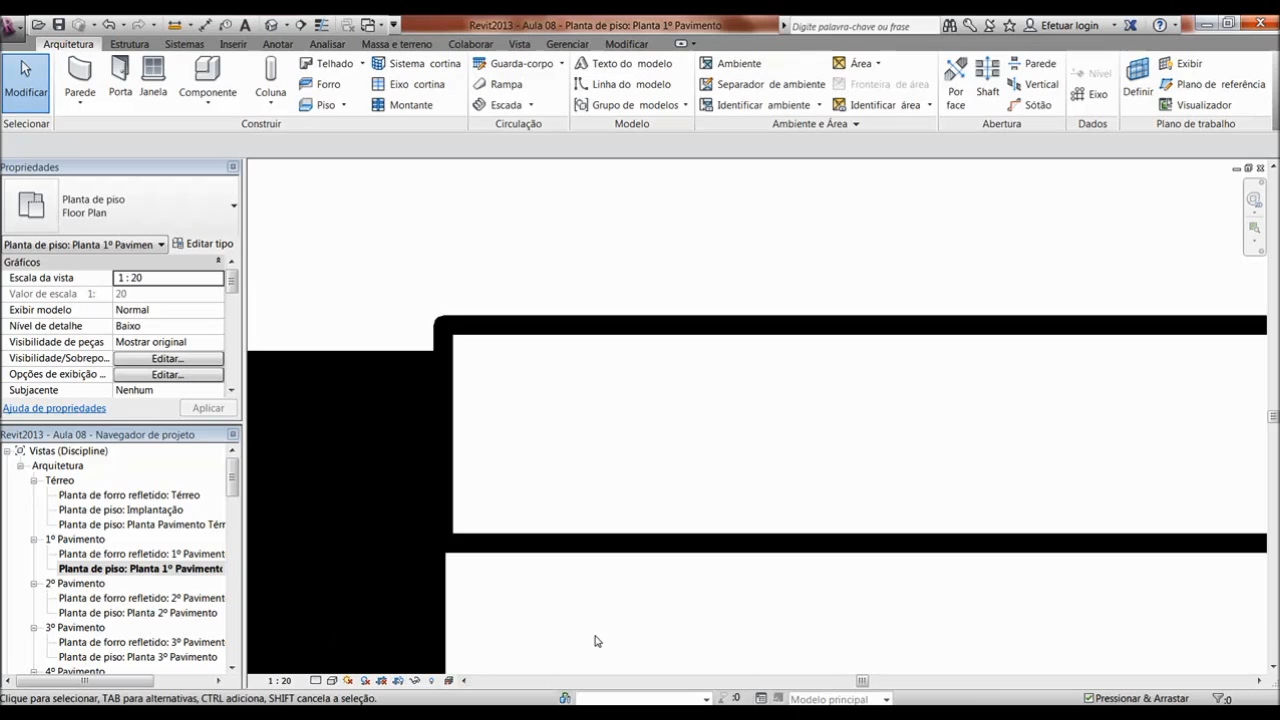 Revit2013 - Aula 08 - Planta de piso: Planta 1º Pavimento
Digite palavra-chave ou frase
Efetuar login
Arquitetura Estrutura Sistemas Inserir Anotar Analisar Massa e terreno Colaborar Vista Gerenciar Modificar
Modificar
Parede
Porta
Janela
Componente
Coluna
Telhado
Forro
Piso
Sistema cortina
Eixo cortina
Montante
Guarda-corpo
Rampa
Escada
Texto do modelo
Linha do modelo
Grupo de modelos
Ambiente
Separador de ambiente
Identificar ambiente
Área
Fronteira de área
Identificar área
Por face
Shaft
Parede
Vertical
Sótão
Nível
Eixo
Definir
Exibir
Plano de referência
Visualizador
Selecionar Construir Circulação Modelo Ambiente e Área Abertura Dados Plano de trabalho
Propriedades
Planta de piso
Floor Plan
Planta de piso: Planta 1º Pavimen Editar tipo
Gráficos
Escala da vista 1 : 20
Valor de escala 1: 20
Exibir modelo Normal
Nível de detalhe Baixo
Visibilidade de peças Mostrar original
Visibilidade/Sobrepo... Editar...
Opções de exibição ... Editar...
Subjacente Nenhum
Ajuda de propriedades Aplicar
Revit2013 - Aula 08 - Navegador de projeto
Vistas (Discipline)
Arquitetura
Térreo
Planta de forro refletido: Térreo
Planta de piso: Implantação
Planta de piso: Planta Pavimento Térr
1º Pavimento
Planta de forro refletido: 1º Paviment
Planta de piso: Planta 1º Pavimento
2º Pavimento
Planta de forro refletido: 2º Paviment
Planta de piso: Planta 2º Pavimento
3º Pavimento
Planta de forro refletido: 3º Paviment
Planta de piso: Planta 3º Pavimento
4º Pavimento
1 : 20
Clique para selecionar, TAB para alternativas, CTRL adiciona, SHIFT cancela a seleção.
:0
Modelo principal
Pressionar & Arrastar
:0